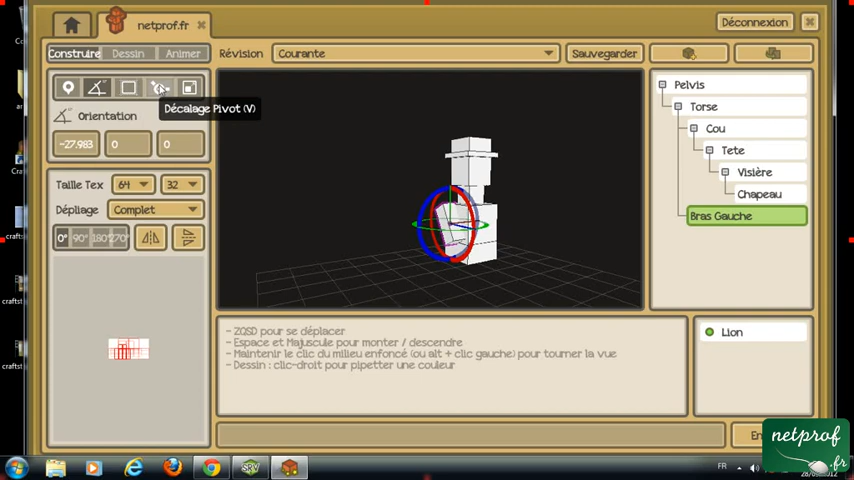 netprof.fr
Déconnexion
Construire
Dessin
Animer
Révision
Courante
Sauvegarder
Décalage Pivot (V)
Orientation
-27.983
0
0
Taille Tex
64
32
Dépliage
Complet
0°
90°
180°
270°
Pelvis
Torse
Cou
Tete
Visière
Chapeau
Bras Gauche
- ZQSD pour se déplacer
- Espace et Majuscule pour monter / descendre
- Maintenir le clic du milieu enfoncé (ou alt + clic gauche) pour tourner la vue
- Dessin : clic-droit pour pipetter une couleur
Lion
netprof
.fr
FR